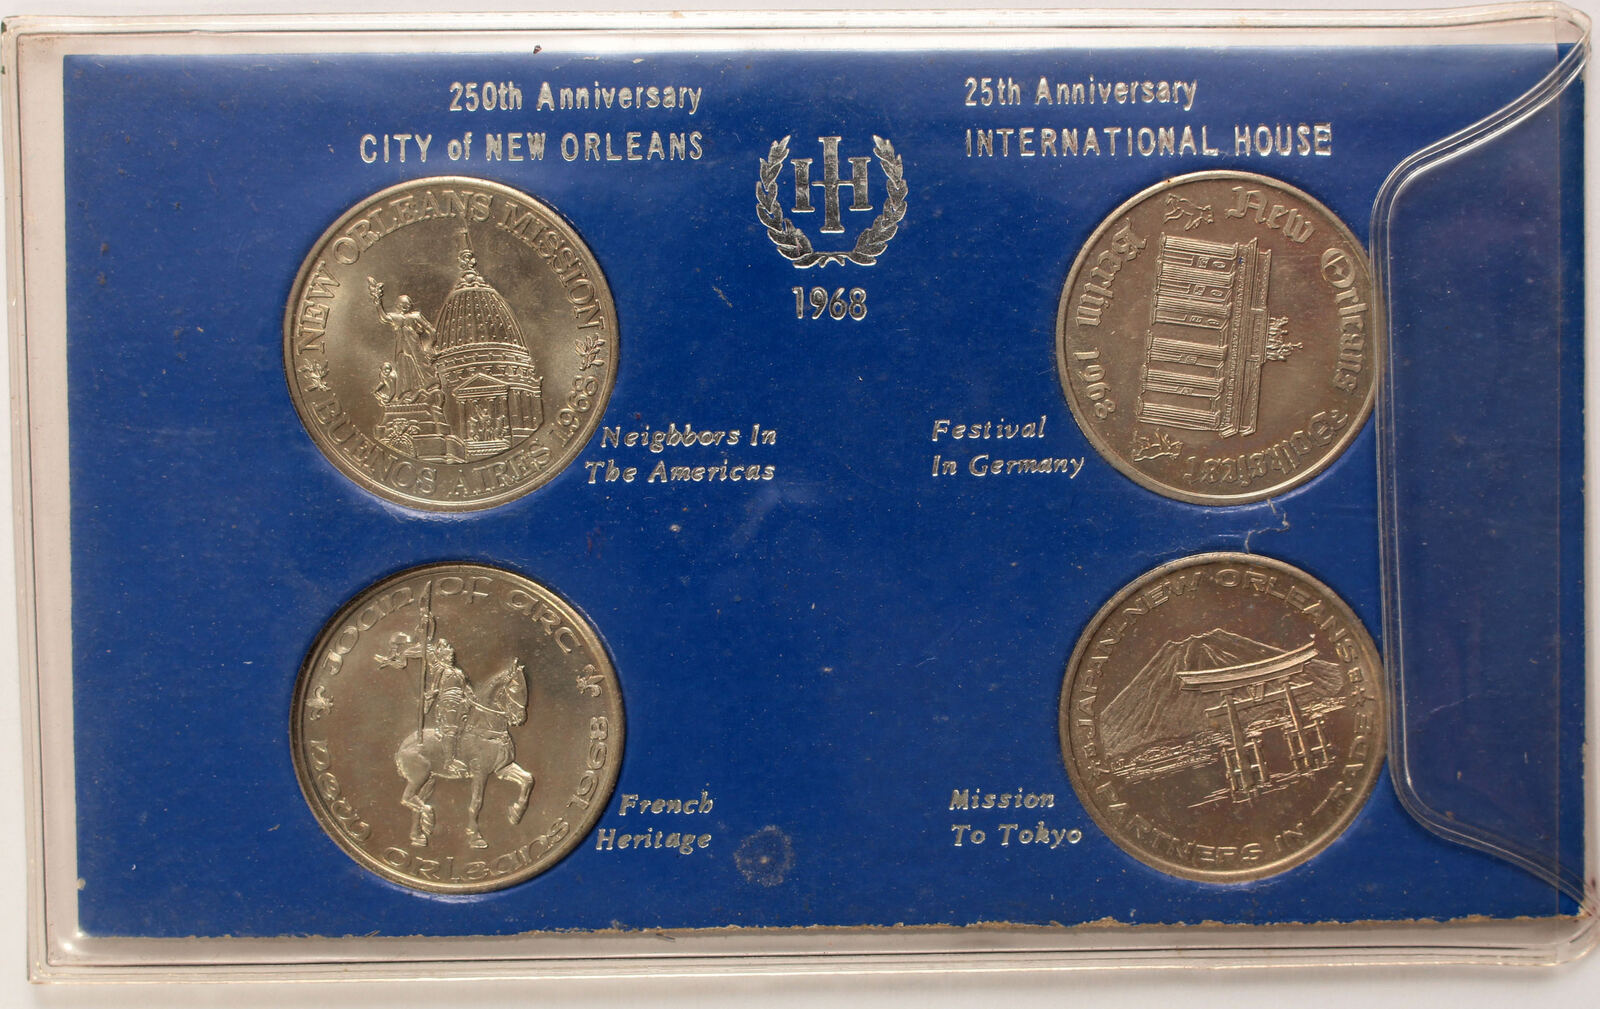 250th Anniversary
CITY of NEW ORLEANS
25th Anniversary
INTERNATIONAL HOUSE
IHI
1968
NEW ORLEANS MISSION
BUENOS AIRES 1968
Neighbors In
The Americas
New Orleans
Volksfest
Berlin 1968
Festival
In Germany
Joan of arc
new orleans 1968
French
Heritage
JAPAN-NEW ORLEANS
PARTNERS IN TRADE
Mission
To Tokyo